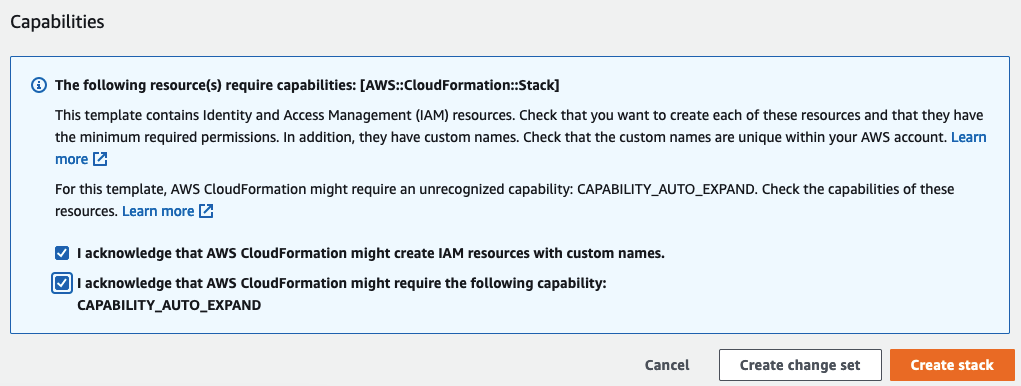 Capabilities
The following resource(s) require capabilities: [AWS::CloudFormation::Stack]
This template contains Identity and Access Management (IAM) resources. Check that you want to create each of these resources and that they have
the minimum required permissions. In addition, they have custom names. Check that the custom names are unique within your AWS account. Learn
more
For this template, AWS CloudFormation might require an unrecognized capability: CAPABILITY_AUTO_EXPAND. Check the capabilities of these
resources. Learn more
I acknowledge that AWS CloudFormation might create IAM resources with custom names.
I acknowledge that AWS CloudFormation might require the following capability:
CAPABILITY_AUTO_EXPAND
Cancel Create change set Create stack